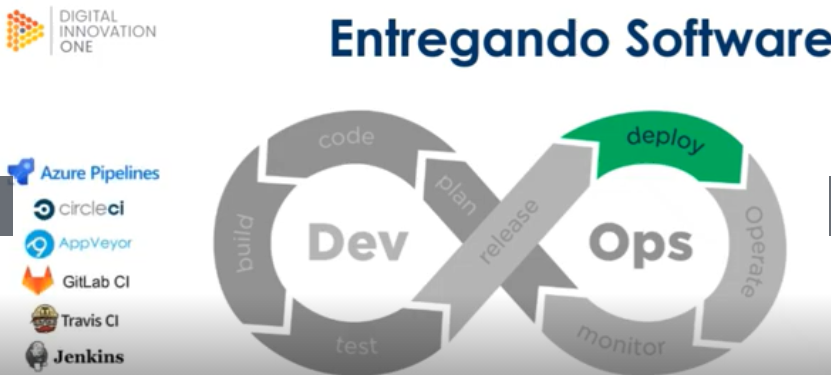 DIGITAL
INNOVATION
ONE
Entregando Software
Azure Pipelines
circleci
AppVeyor
GitLab CI
Travis CI
Jenkins
code
build
test
plan
release
Dev
Ops
deploy
Operate
monitor